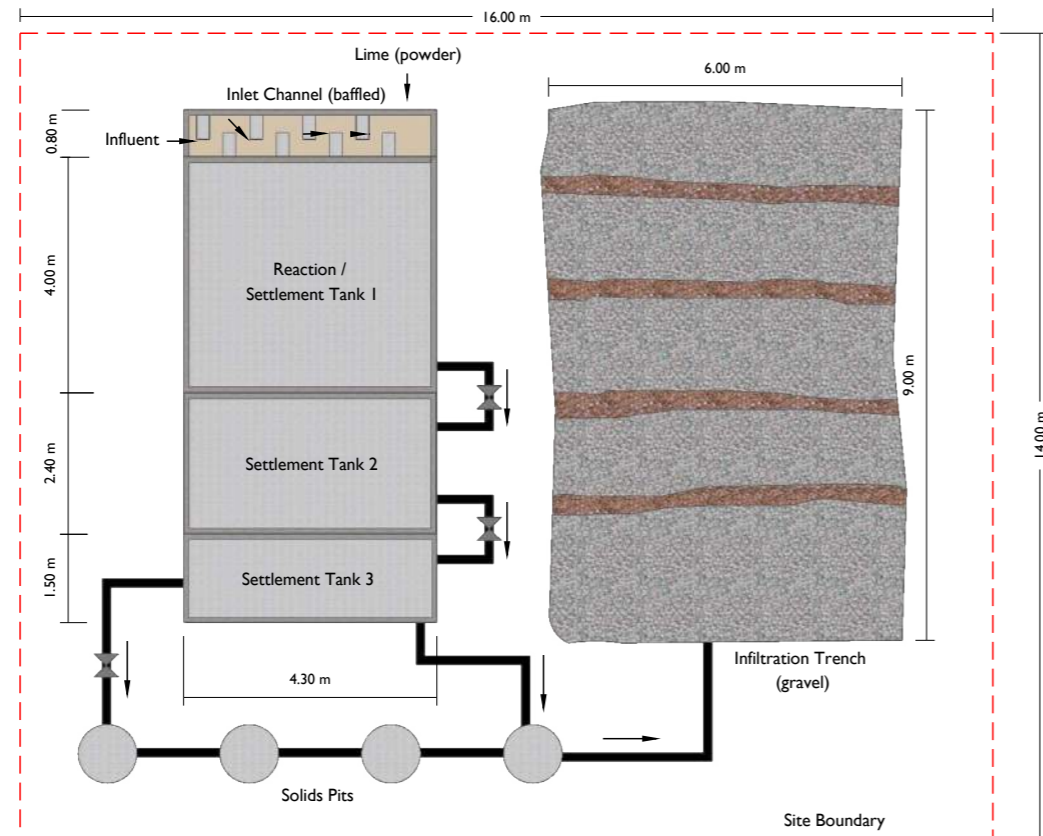 16.00 m
Lime (powder)
6.00 m
Inlet Channel (baffled)
0.80 m
Influent
Reaction /
Settlement Tank 1
4.00 m
9.00 m
14.00 m
Settlement Tank 2
2.40 m
Settlement Tank 3
1.50 m
Infiltration Trench
(gravel)
4.30 m
Solids Pits
Site Boundary